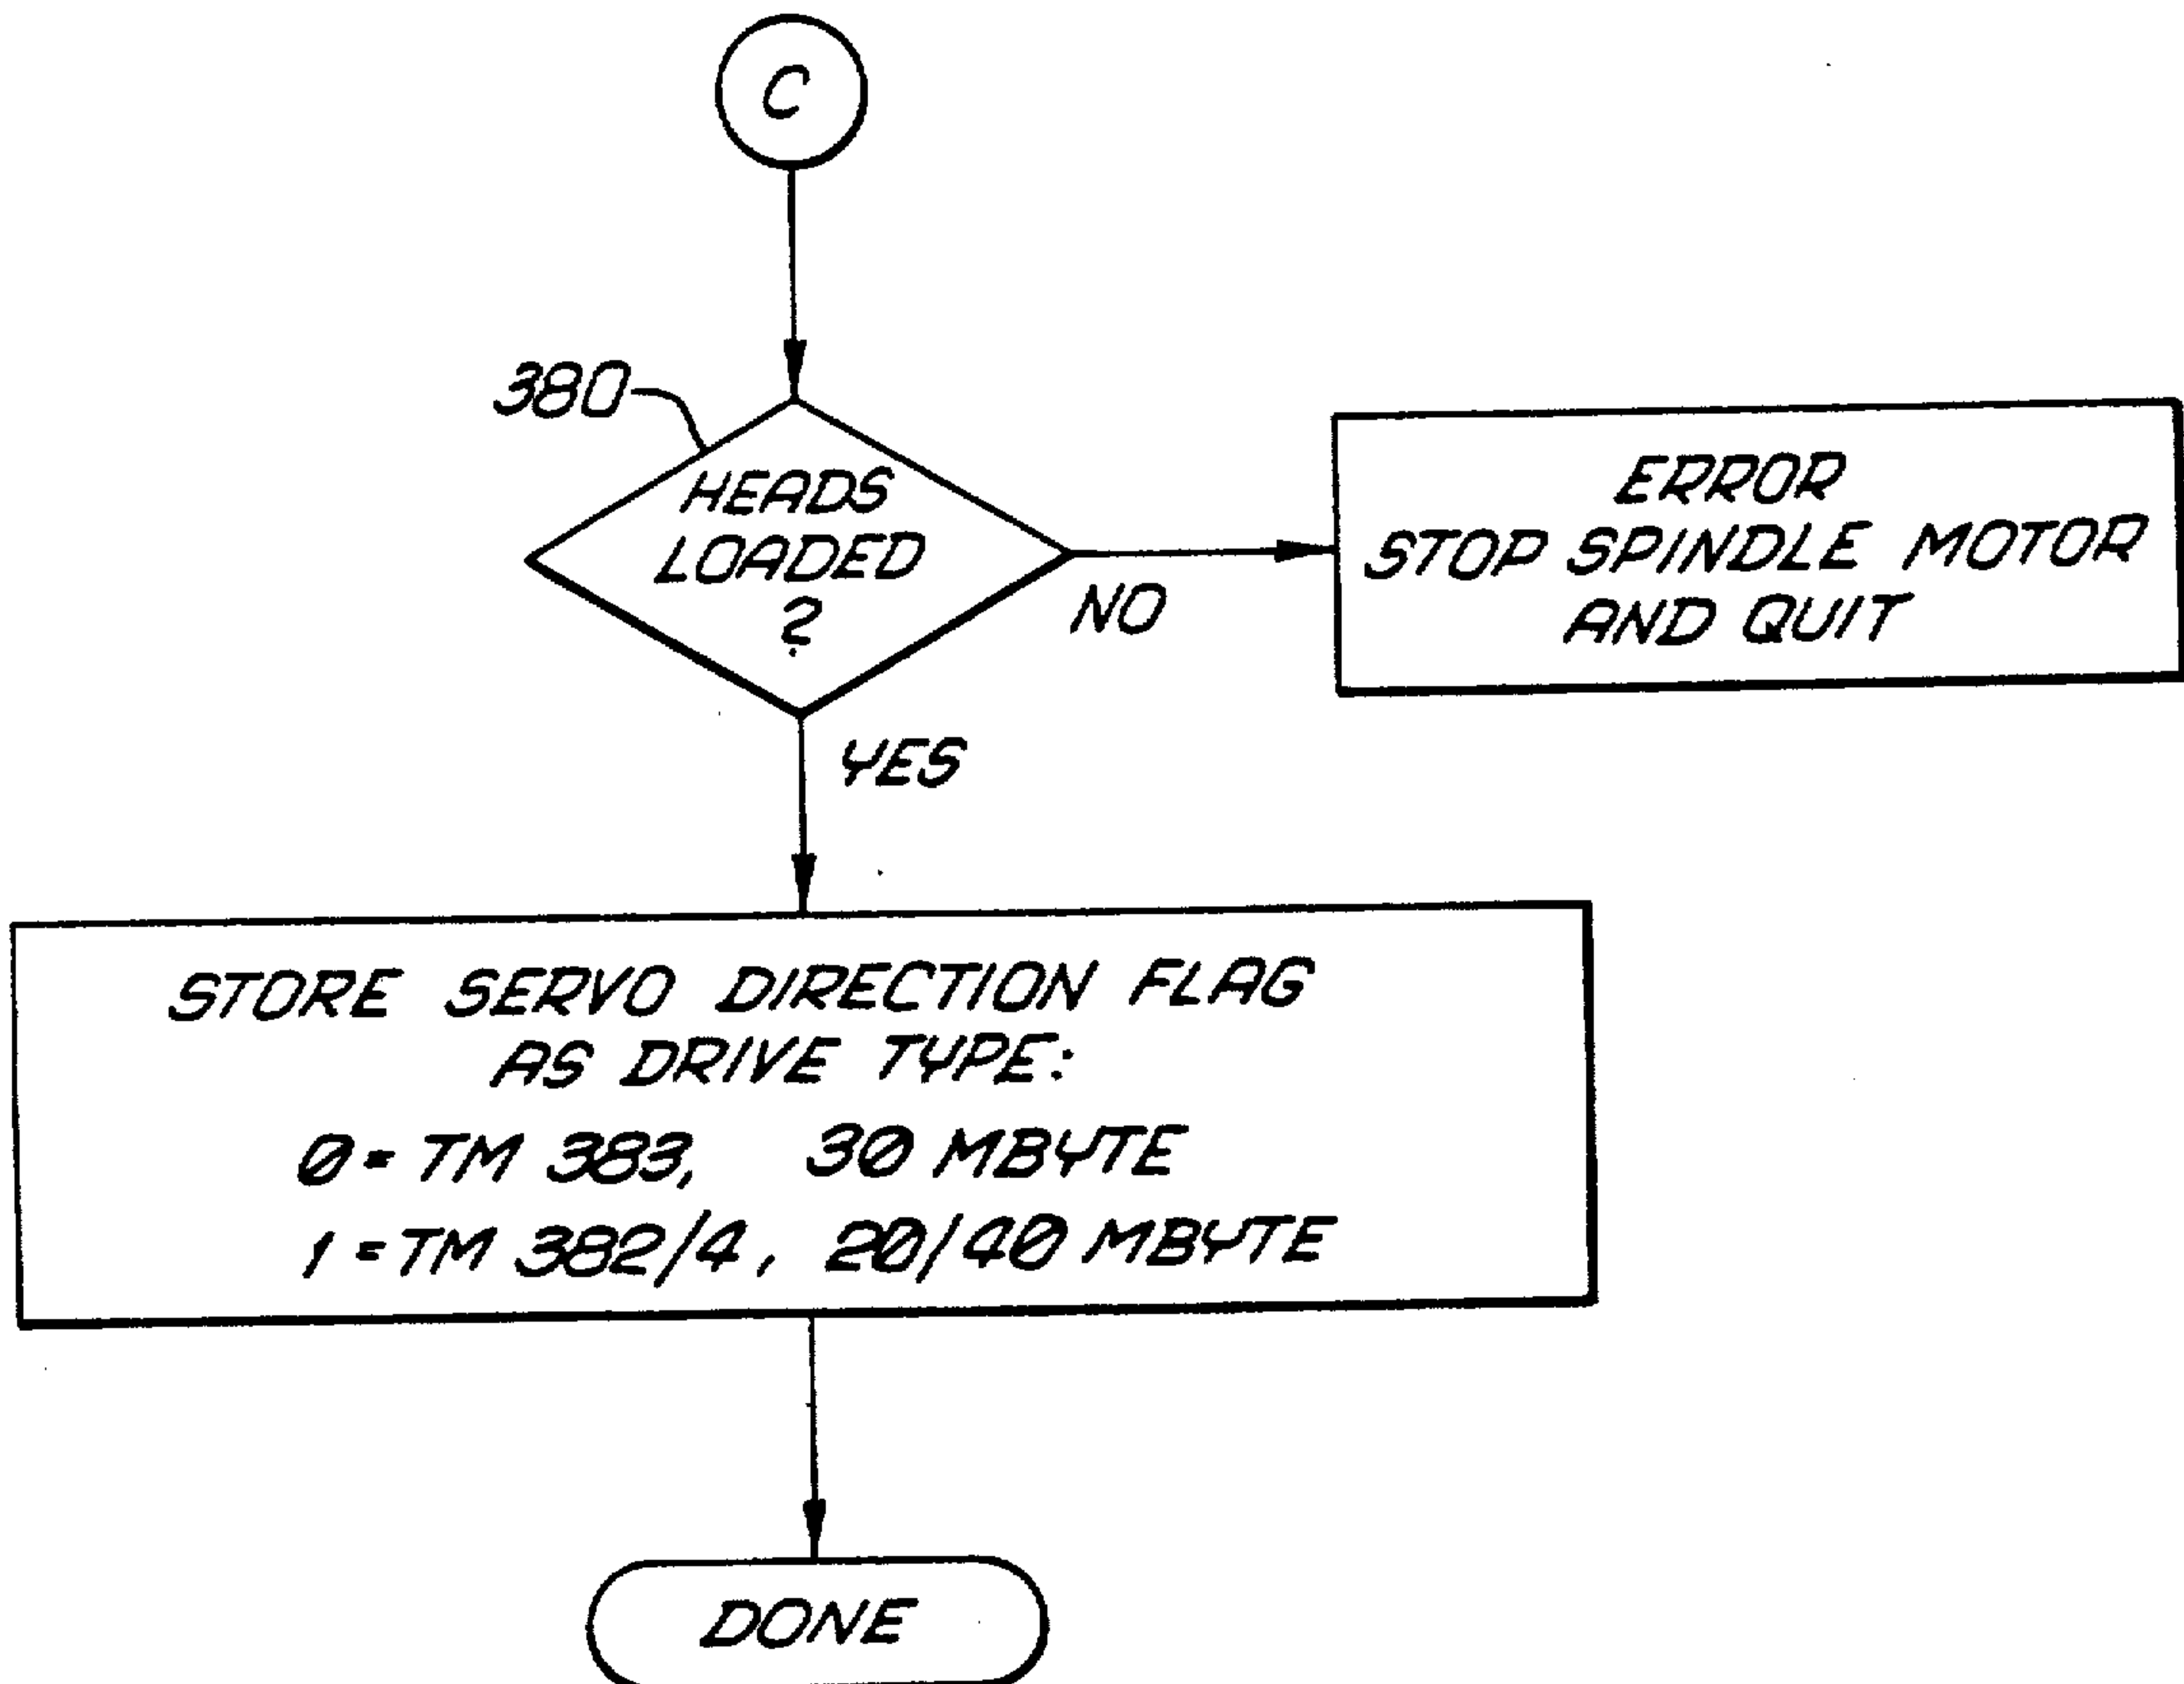 C
380
HEADS
LOADED
?
NO
ERROR
STOP SPINDLE MOTOR
AND QUIT
YES
STORE SERVO DIRECTION FLAG
AS DRIVE TYPE:
0 = TM 383, 30 MBYTE
1 = TM 382/4, 20/40 MBYTE
DONE